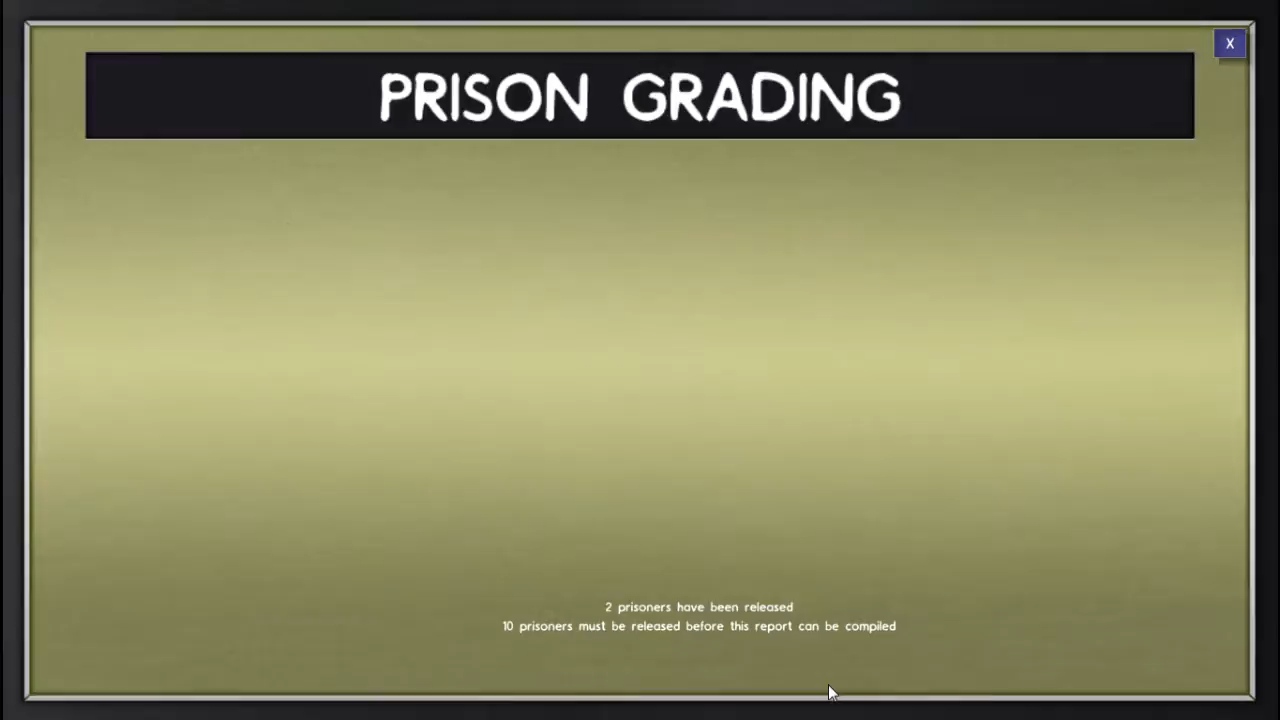 X
PRISON GRADING
2 prisoners have been released
10 prisoners must be released before this report can be compiled